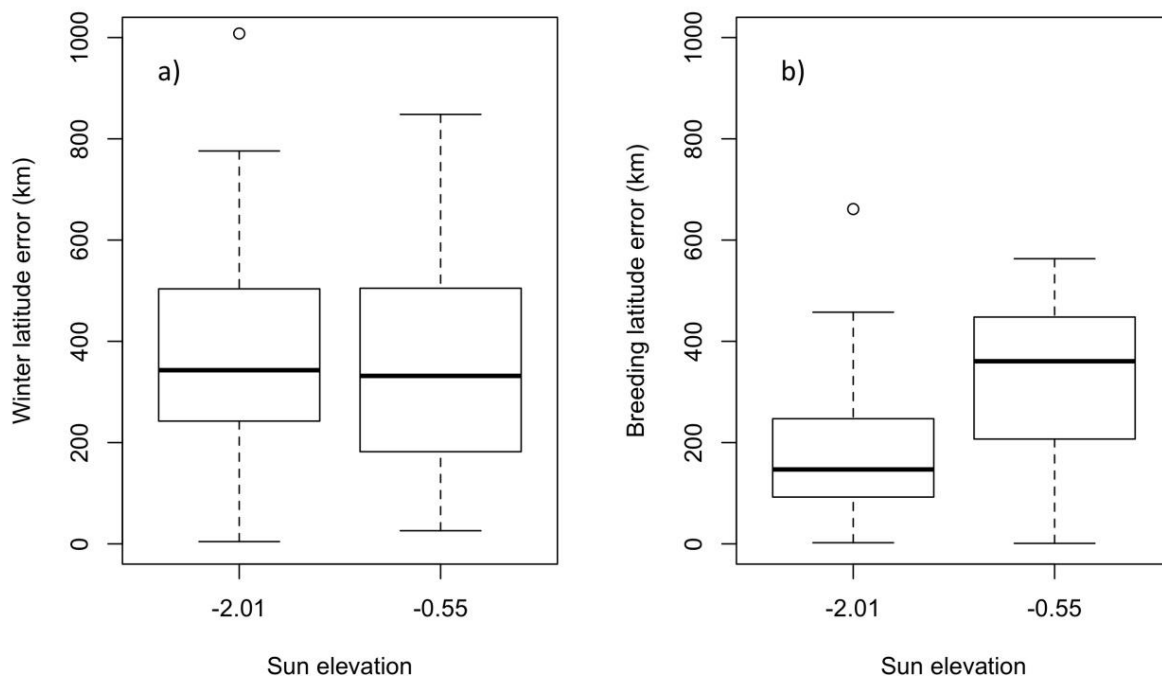 a)
Winter latitude error (km)
1000
800
600
400
200
0
-2.01
-0.55
Sun elevation
b)
Breeding latitude error (km)
1000
800
600
400
200
0
-2.01
-0.55
Sun elevation